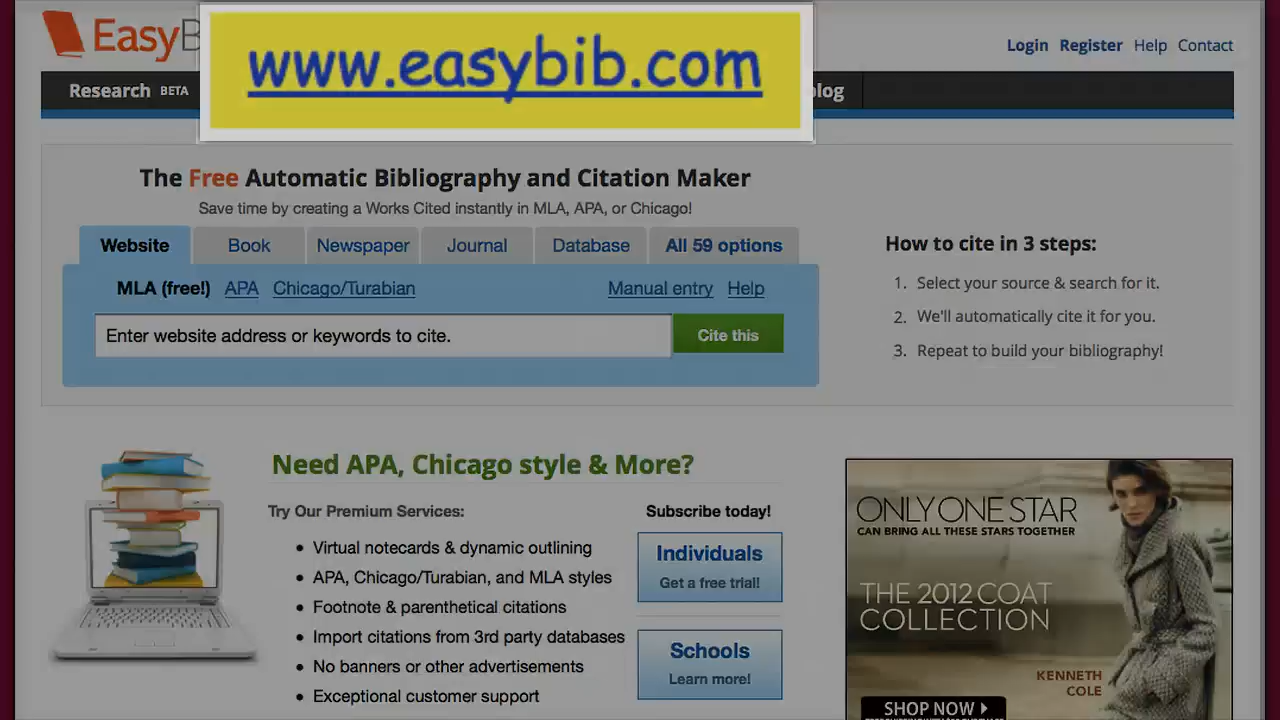 EasyB
www.easybib.com
Login Register Help Contact
Research BETA
blog
The Free Automatic Bibliography and Citation Maker
Save time by creating a Works Cited instantly in MLA, APA, or Chicago!
Website Book Newspaper Journal Database All 59 options
MLA (free!) APA Chicago/Turabian Manual entry Help
Enter website address or keywords to cite. Cite this
How to cite in 3 steps:
1. Select your source & search for it.
2. We'll automatically cite it for you.
3. Repeat to build your bibliography!
Need APA, Chicago style & More?
Try Our Premium Services:
• Virtual notecards & dynamic outlining
• APA, Chicago/Turabian, and MLA styles
• Footnote & parenthetical citations
• Import citations from 3rd party databases
• No banners or other advertisements
• Exceptional customer support
Subscribe today!
Individuals
Get a free trial!
Schools
Learn more!
ONLY ONE STAR
CAN BRING ALL THESE STARS TOGETHER
THE 2012 COAT
COLLECTION
KENNETH
COLE
SHOP NOW